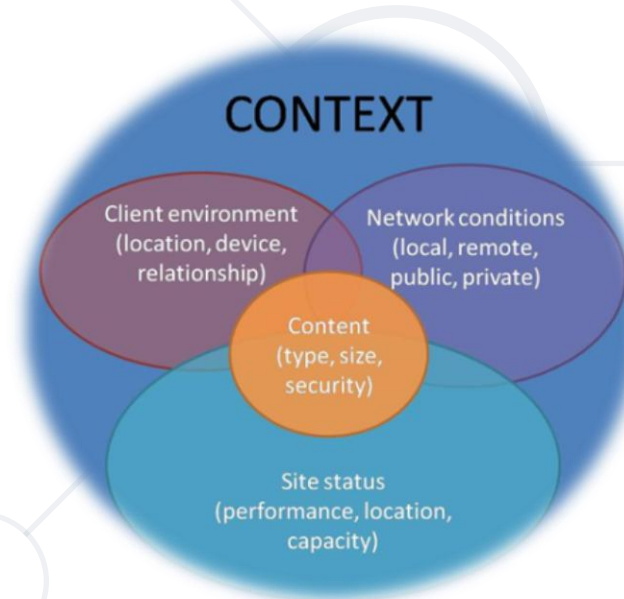 CONTEXT
Client environment
(location, device,
relationship)
Network conditions
(local, remote,
public, private)
Content
(type, size,
security)
Site status
(performance, location,
capacity)